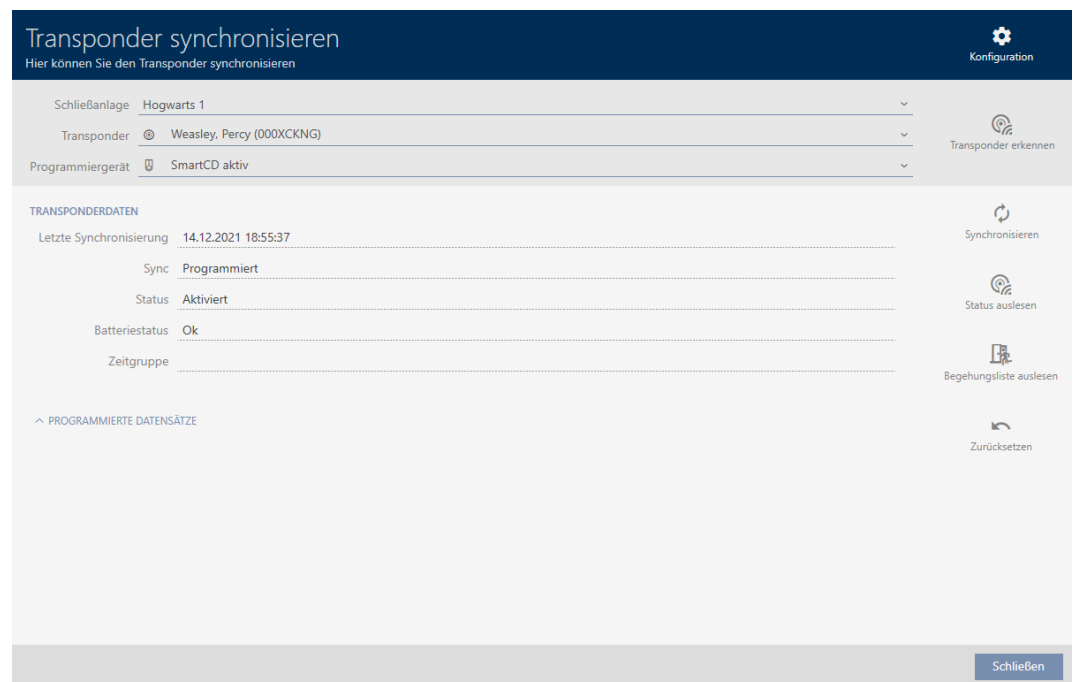 Transponder synchronisieren
Hier können Sie den Transponder synchronisieren
Konfiguration
Schließanlage Hogwarts 1
Transponder Weasley, Percy (000XCKNG)
Programmiergerät SmartCD aktiv
Transponder erkennen
TRANSPONDERDATEN
Letzte Synchronisierung 14.12.2021 18:55:37
Sync Programmiert
Status Aktiviert
Batteriestatus Ok
Zeitgruppe
PROGRAMMIERTE DATENSÄTZE
Synchronisieren
Status auslesen
Begehungsliste auslesen
Zurücksetzen
Schließen